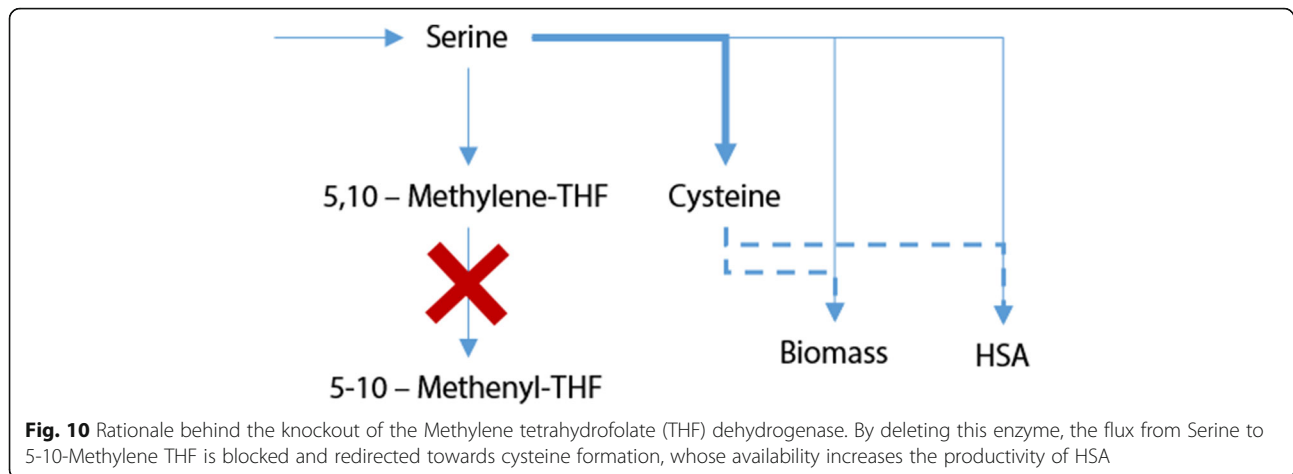 Serine
5,10 – Methylene-THF
Cysteine
Biomass
HSA
5-10 – Methenyl-THF
Fig. 10 Rationale behind the knockout of the Methylene tetrahydrofolate (THF) dehydrogenase. By deleting this enzyme, the flux from Serine to
5-10-Methylene THF is blocked and redirected towards cysteine formation, whose availability increases the productivity of HSA